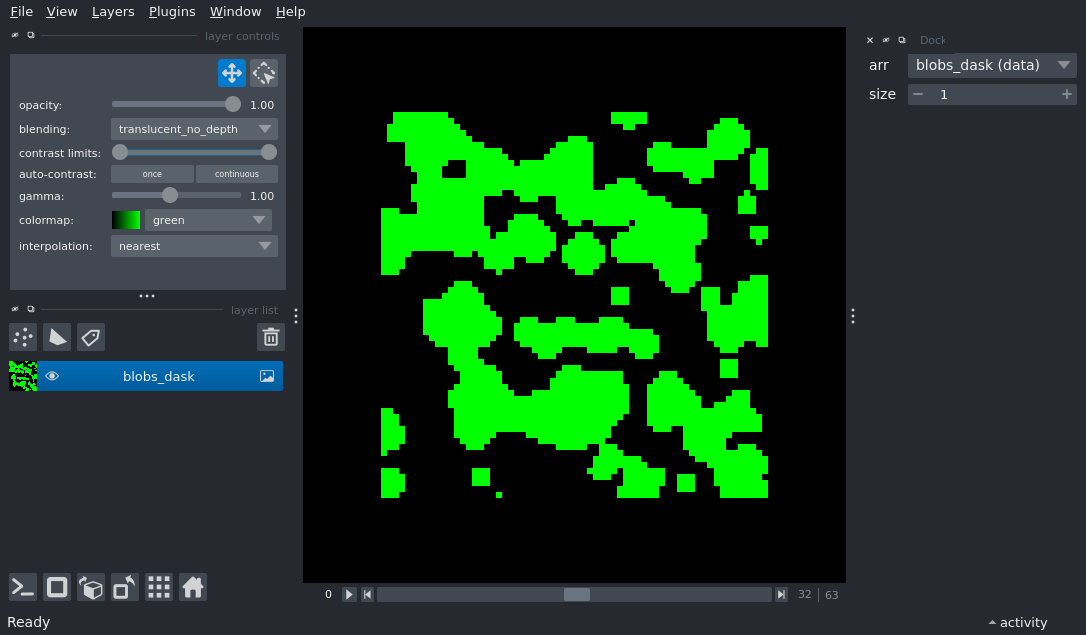 File View Layers Plugins Window Help
layer controls
opacity: 1.00
blending: translucent_no_depth
contrast limits:
auto-contrast: once continuous
gamma: 1.00
colormap: green
interpolation: nearest
layer list
blobs_dask
0 32 63
Ready
Dock
arr blobs_dask (data)
size 1
activity